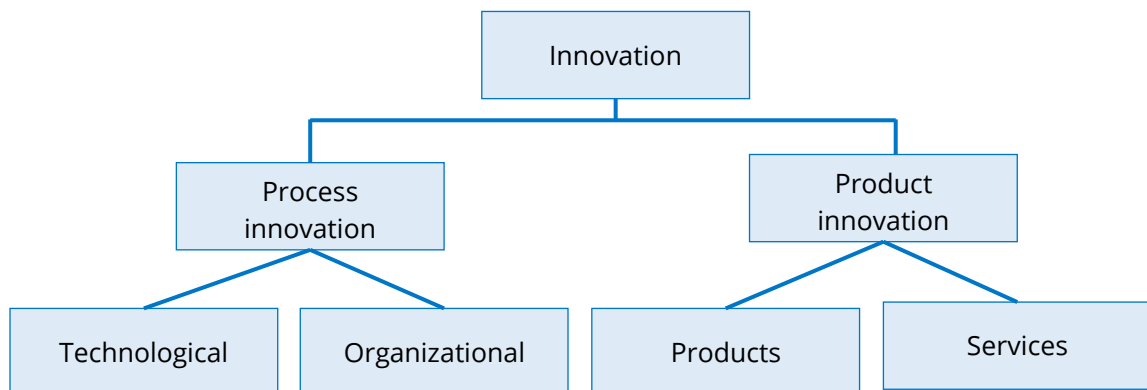 Innovation
Process
innovation
Product
innovation
Technological
Organizational
Products
Services